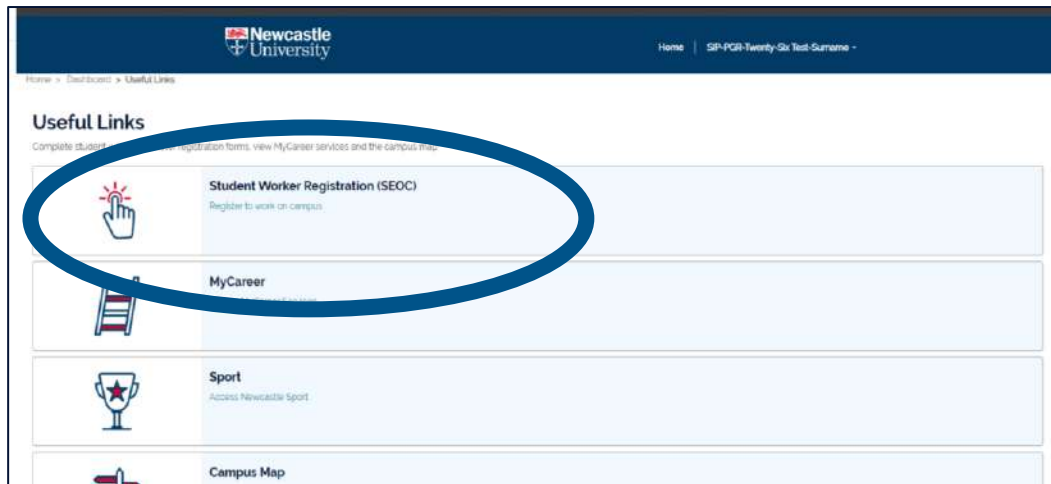 Newcastle
University
Home | SIP-PGR-Twenty-Six Test-Surname
Home > Dashboard > Useful Links
Useful Links
Complete student registration forms, view MyCareer services and the campus map
Student Worker Registration (SEOC)
Register to work on campus
MyCareer
Sport
Access Newcastle Sport
Campus Map